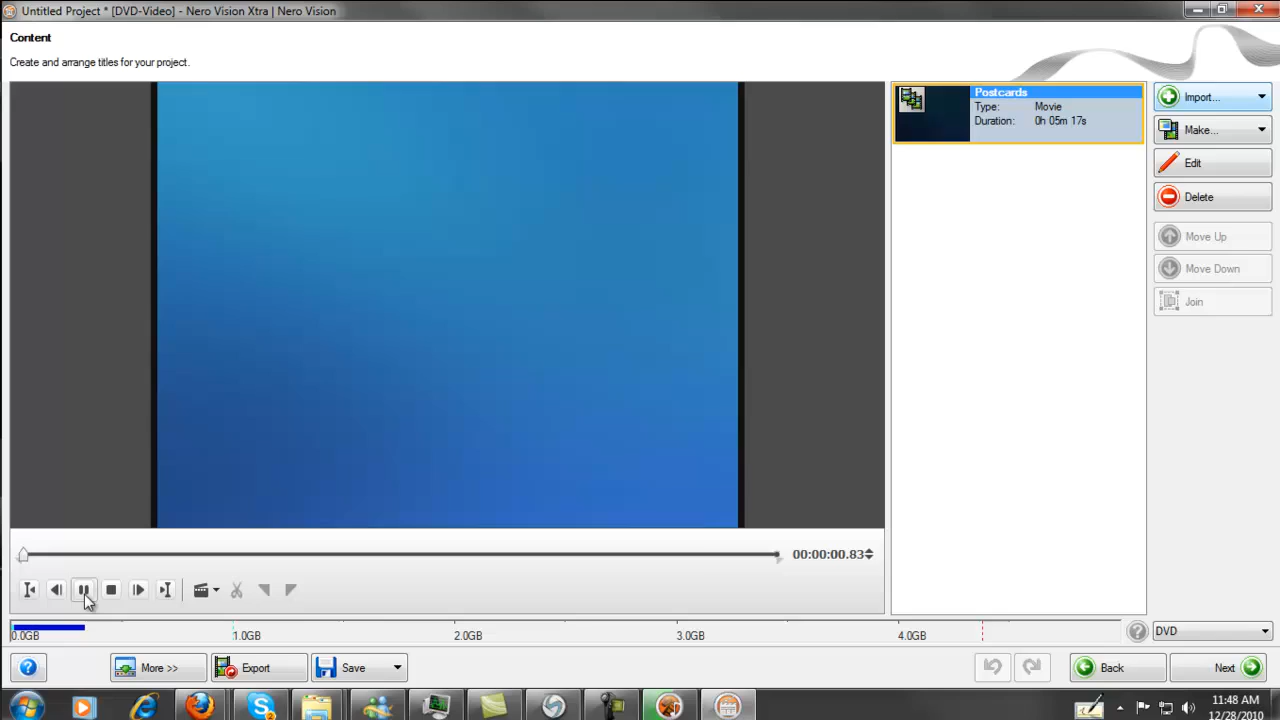 Untitled Project * [DVD-Video] - Nero Vision Xtra | Nero Vision
Content
Create and arrange titles for your project.
Postcards
Type: Movie
Duration: 0h 05m 17s
Import...
Make...
Edit
Delete
Move Up
Move Down
Join
00:00:00.83
0.0GB 1.0GB 2.0GB 3.0GB 4.0GB
DVD
More >>
Export
Save
Back
Next
11:48 AM
12/28/2010